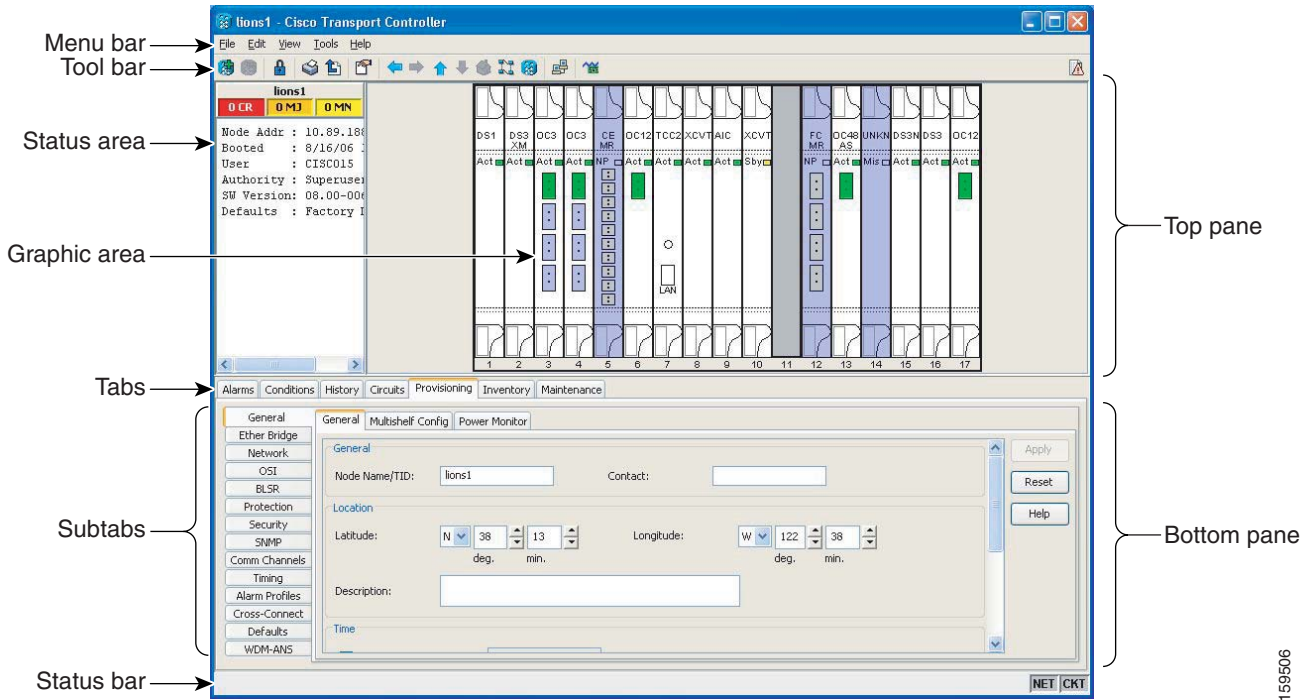 lions1 - Cisco Transport Controller
Menu bar
File Edit View Tools Help
Tool bar
lions1
0 CR 0 MJ 0 MN
Status area
Node Addr : 10.89.188
Booted : 8/16/06
User : CISCO15
Authority : Superuser
SW Version: 08.00-006
Defaults : Factory
DS1 DS3 XM OC3 OC3 CE MR OC12 TCC2 XCVT AIC XCVT FC MR OC48 AS UNKN DS3N DS3 OC12
Act Act Act Act NP Act Act Act Act Sby NP Act Mis Act Act Act
Graphic area
LAN
Top pane
1 2 3 4 5 6 7 8 9 10 11 12 13 14 15 16 17
Tabs
Alarms Conditions History Circuits Provisioning Inventory Maintenance
Subtabs
General
Ether Bridge
Network
OSI
BLSR
Protection
Security
SNMP
Comm Channels
Timing
Alarm Profiles
Cross-Connect
Defaults
WDM-ANS
General Multishelf Config Power Monitor
General
Node Name/TID: lions1 Contact:
Location
Latitude: N 38 13 Longitude: W 122 38
deg. min. deg. min.
Description:
Time
Apply
Reset
Help
Bottom pane
Status bar
NET CKT
159506